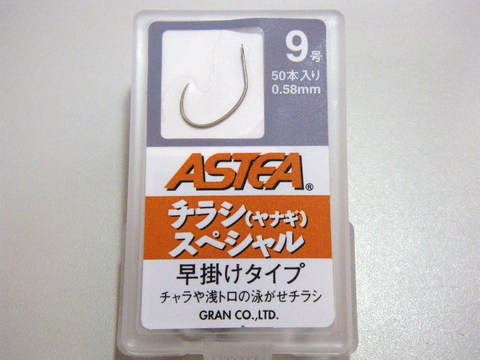 9号
50本入り
0.58mm
ASTEA®
チラシ(ヤナギ)
スペシャル
早掛けタイプ
チャラや浅トロの泳がせチラシ
GRAN CO.,LTD.